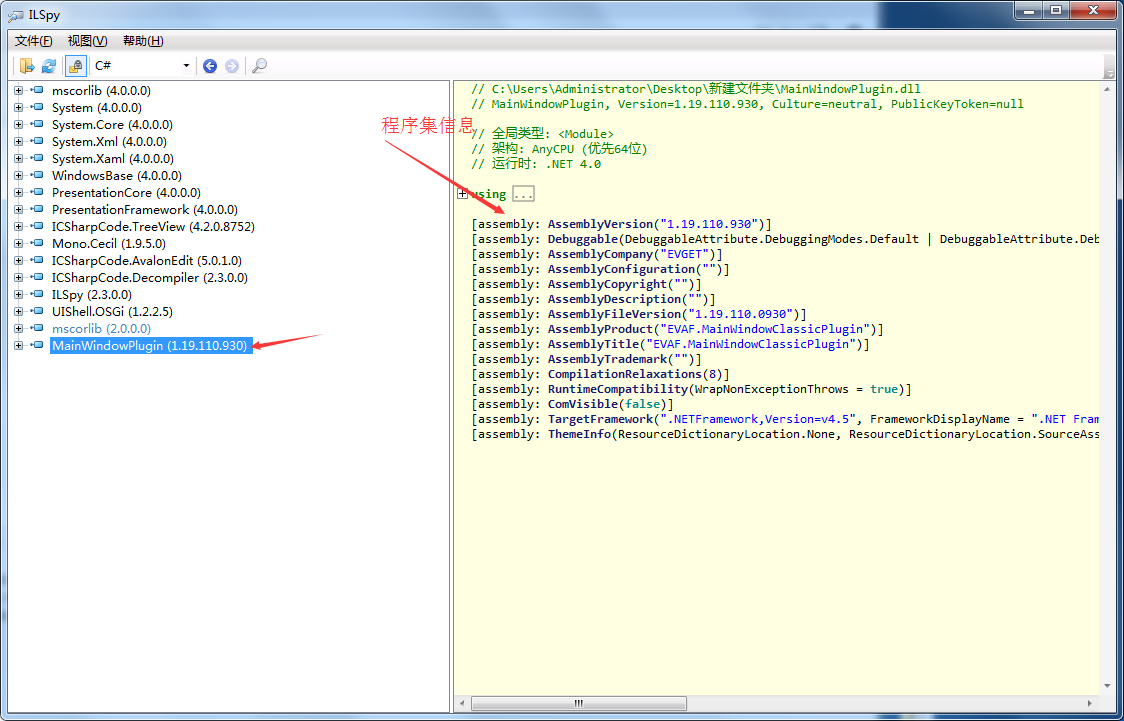 ILSpy
文件(F) 视图(V) 帮助(H)
C#
mscorlib (4.0.0.0)
System (4.0.0.0)
System.Core (4.0.0.0)
System.Xml (4.0.0.0)
System.Xaml (4.0.0.0)
WindowsBase (4.0.0.0)
PresentationCore (4.0.0.0)
PresentationFramework (4.0.0.0)
ICSharpCode.TreeView (4.2.0.8752)
Mono.Cecil (1.9.5.0)
ICSharpCode.AvalonEdit (5.0.1.0)
ICSharpCode.Decompiler (2.3.0.0)
ILSpy (2.3.0.0)
UIShell.OSGi (1.2.2.5)
mscorlib (2.0.0.0)
MainWindowPlugin (1.19.110.930)
程序集信息
// C:\Users\Administrator\Desktop\新建文件夹\MainWindowPlugin.dll
// MainWindowPlugin, Version=1.19.110.930, Culture=neutral, PublicKeyToken=null
// 全局类型: <Module>
// 架构: AnyCPU (优先64位)
// 运行时: .NET 4.0
using ...
[assembly: AssemblyVersion("1.19.110.930")]
[assembly: Debuggable(DebuggableAttribute.DebuggingModes.Default | DebuggableAttribute.Deb
[assembly: AssemblyCompany("EVGET")]
[assembly: AssemblyConfiguration("")]
[assembly: AssemblyCopyright("")]
[assembly: AssemblyDescription("")]
[assembly: AssemblyFileVersion("1.19.110.0930")]
[assembly: AssemblyProduct("EVAF.MainWindowClassicPlugin")]
[assembly: AssemblyTitle("EVAF.MainWindowClassicPlugin")]
[assembly: AssemblyTrademark("")]
[assembly: CompilationRelaxations(8)]
[assembly: RuntimeCompatibility(WrapNonExceptionThrows = true)]
[assembly: ComVisible(false)]
[assembly: TargetFramework(".NETFramework,Version=v4.5", FrameworkDisplayName = ".NET Fram
[assembly: ThemeInfo(ResourceDictionaryLocation.None, ResourceDictionaryLocation.SourceAss